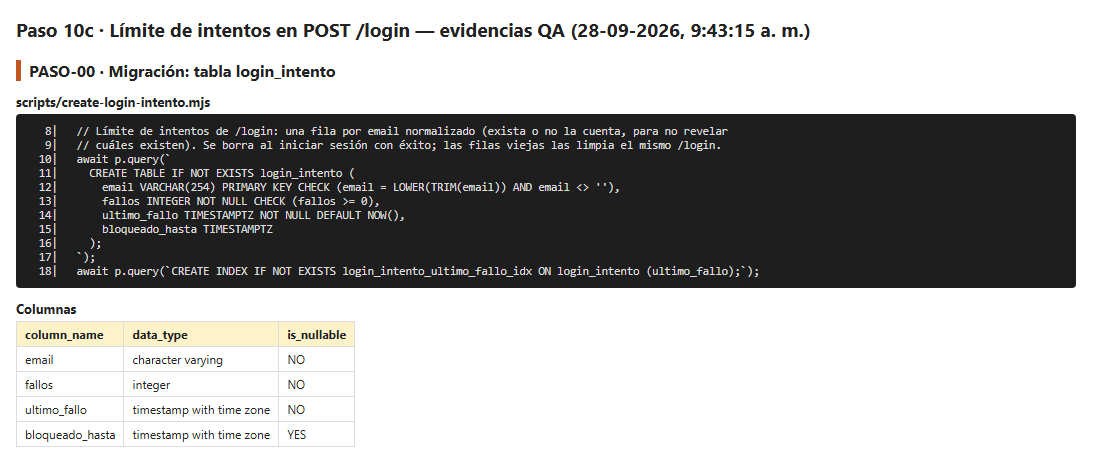 Paso 10c · Límite de intentos en POST /login — evidencias QA (28-09-2026, 9:43:15 a. m.)
PASO-00 · Migración: tabla login_intento
scripts/create-login-intento.mjs
8|   // Límite de intentos de /login: una fila por email normalizado (exista o no la cuenta, para no revelar
9|   // cuáles existen). Se borra al iniciar sesión con éxito; las filas viejas las limpia el mismo /login.
10|   await p.query(`
11|     CREATE TABLE IF NOT EXISTS login_intento (
12|       email VARCHAR(254) PRIMARY KEY CHECK (email = LOWER(TRIM(email)) AND email <> ''),
13|       fallos INTEGER NOT NULL CHECK (fallos >= 0),
14|       ultimo_fallo TIMESTAMPTZ NOT NULL DEFAULT NOW(),
15|       bloqueado_hasta TIMESTAMPTZ
16|     );
17|   `);
18|   await p.query(`CREATE INDEX IF NOT EXISTS login_intento_ultimo_fallo_idx ON login_intento (ultimo_fallo);`);
Columnas
column_name data_type is_nullable
email character varying NO
fallos integer NO
ultimo_fallo timestamp with time zone NO
bloqueado_hasta timestamp with time zone YES